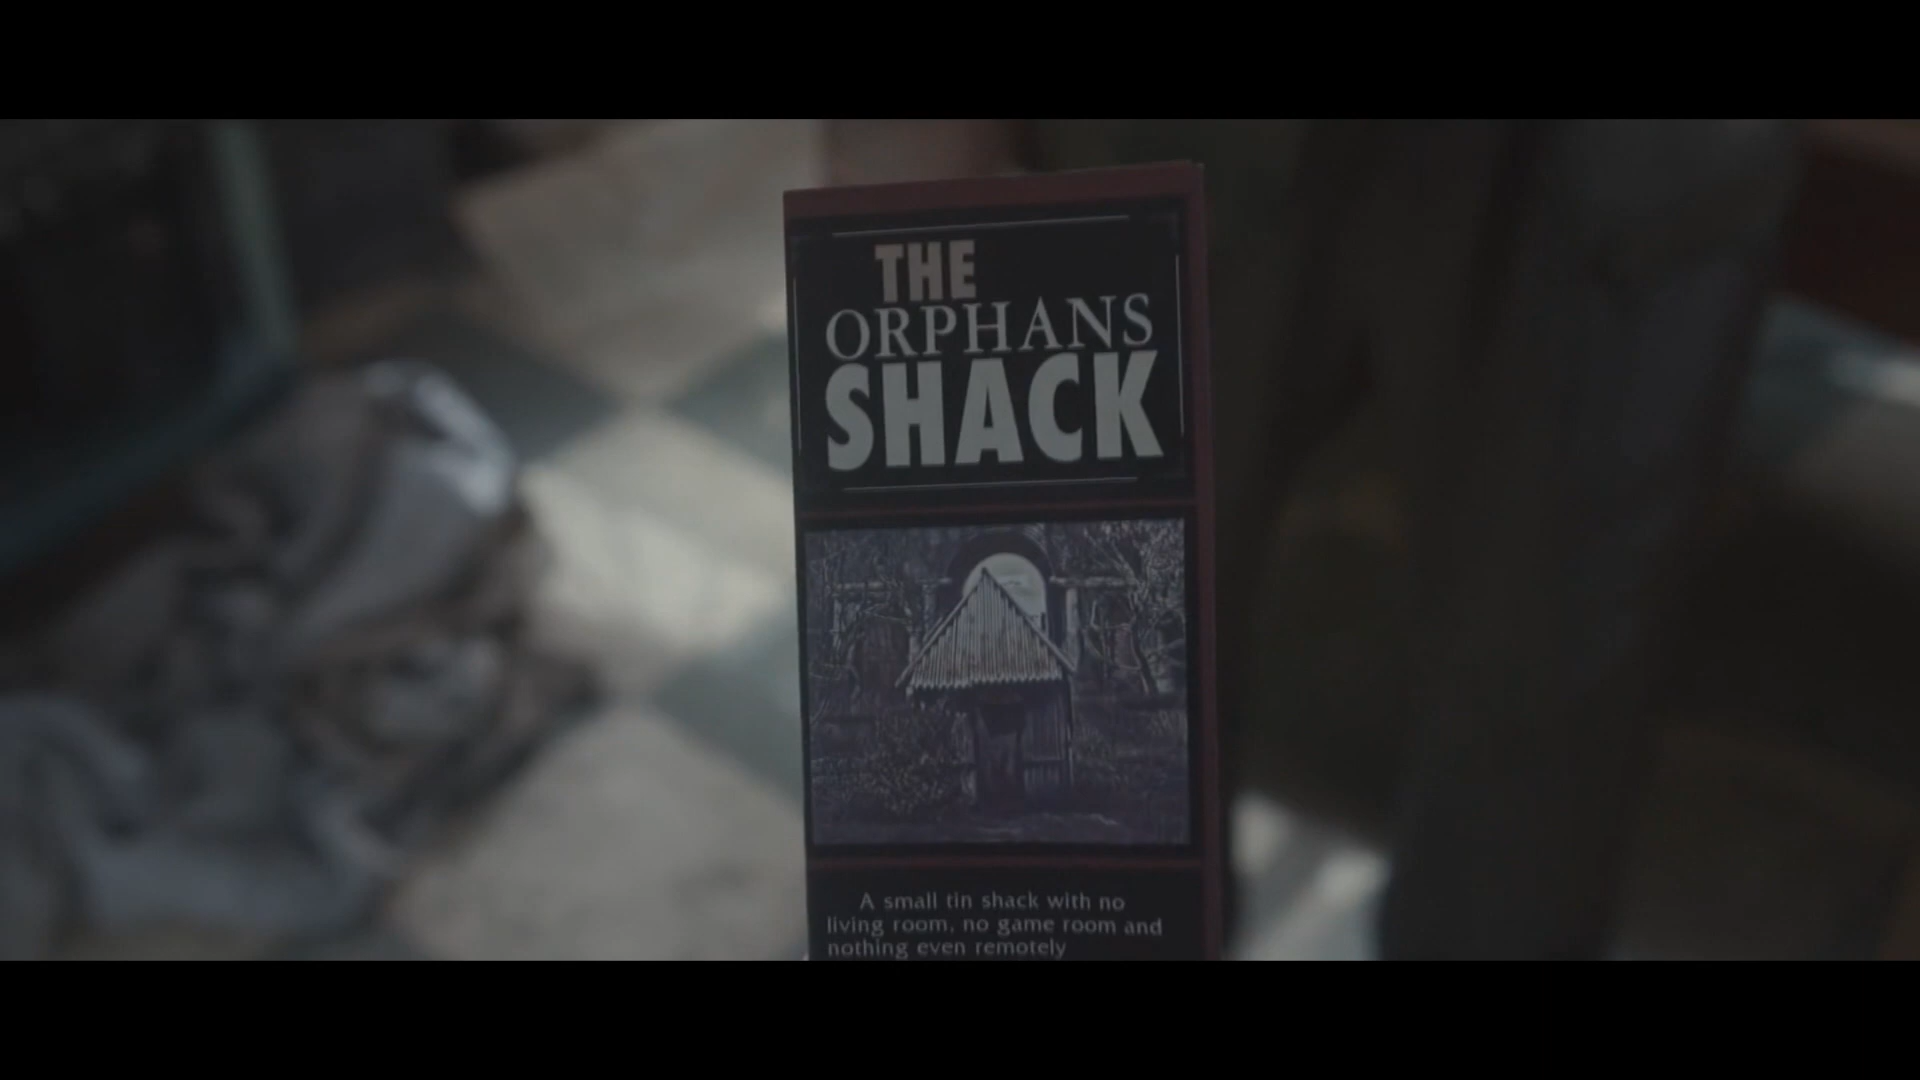 THE
ORPHANS
SHACK
A small tin shack with no
living room, no game room and
nothing even remotely